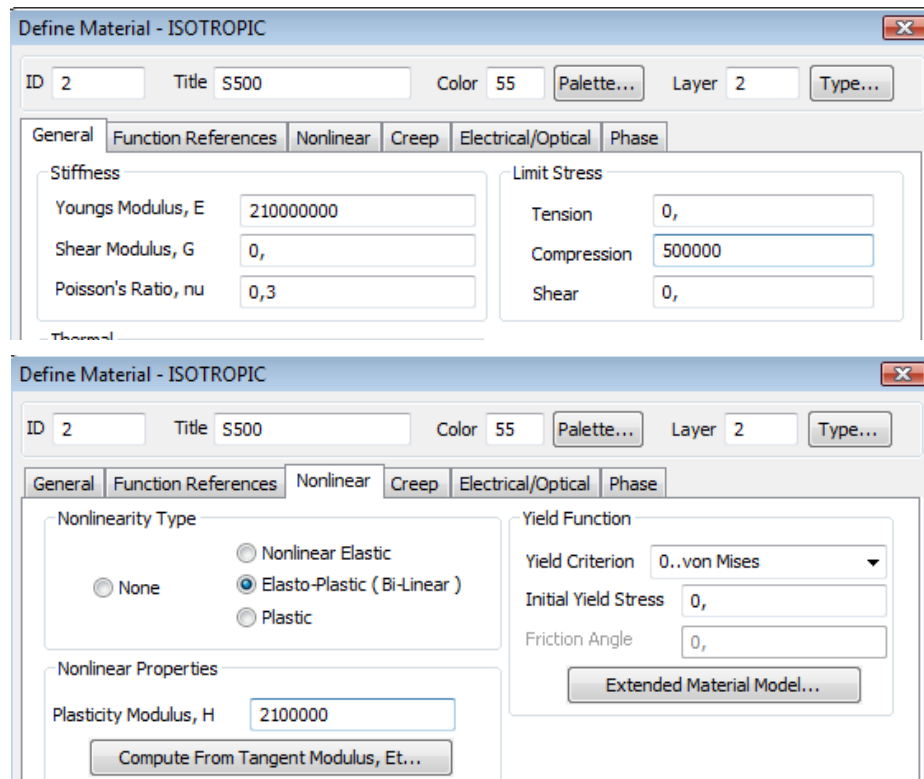 Define Material - ISOTROPIC
ID 2 Title S500 Color 55 Palette... Layer 2 Type...
General Function References Nonlinear Creep Electrical/Optical Phase
Stiffness Limit Stress
Youngs Modulus, E 210000000 Tension 0,
Shear Modulus, G 0, Compression 500000
Poisson's Ratio, nu 0,3 Shear 0,
Thermal
Define Material - ISOTROPIC
ID 2 Title S500 Color 55 Palette... Layer 2 Type...
General Function References Nonlinear Creep Electrical/Optical Phase
Nonlinearity Type Yield Function
Nonlinear Elastic Yield Criterion 0..von Mises
None Elasto-Plastic ( Bi-Linear ) Initial Yield Stress 0,
Plastic Friction Angle 0,
Nonlinear Properties Extended Material Model...
Plasticity Modulus, H 2100000
Compute From Tangent Modulus, Et...